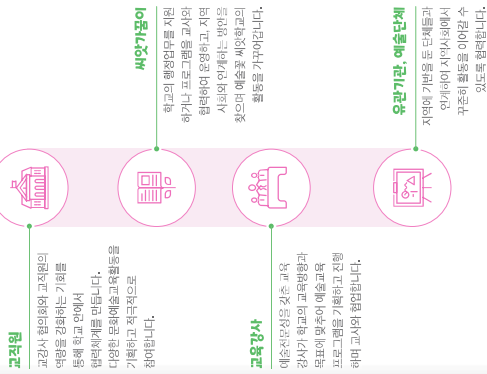 교직원
교강사 협의회와 교직원의
역량을 강화하는 기회를
통해 학교 안에서
협력체계를 만듭니다.
다양한 문화예술교육활동을
기획하고 적극적으로
참여합니다.
씨앗가꿈이
학교의 행정업무를 지원
하거나 프로그램을 교사와
협력하여 운영하고, 지역
사회와 연계하는 방안을
찾으며 예술꽃 씨앗학교의
활동을 가꾸어갑니다.
교육강사
예술전문성을 갖춘 교육
강사가 학교의 교육방향과
목표에 맞추어 예술교육
프로그램을 기획하고 진행
하며 교사와 협업합니다.
유관기관, 예술단체
지역에 기반을 둔 단체들과
연계하여 지역사회에서
꾸준히 활동을 이어갈 수
있도록 협력합니다.